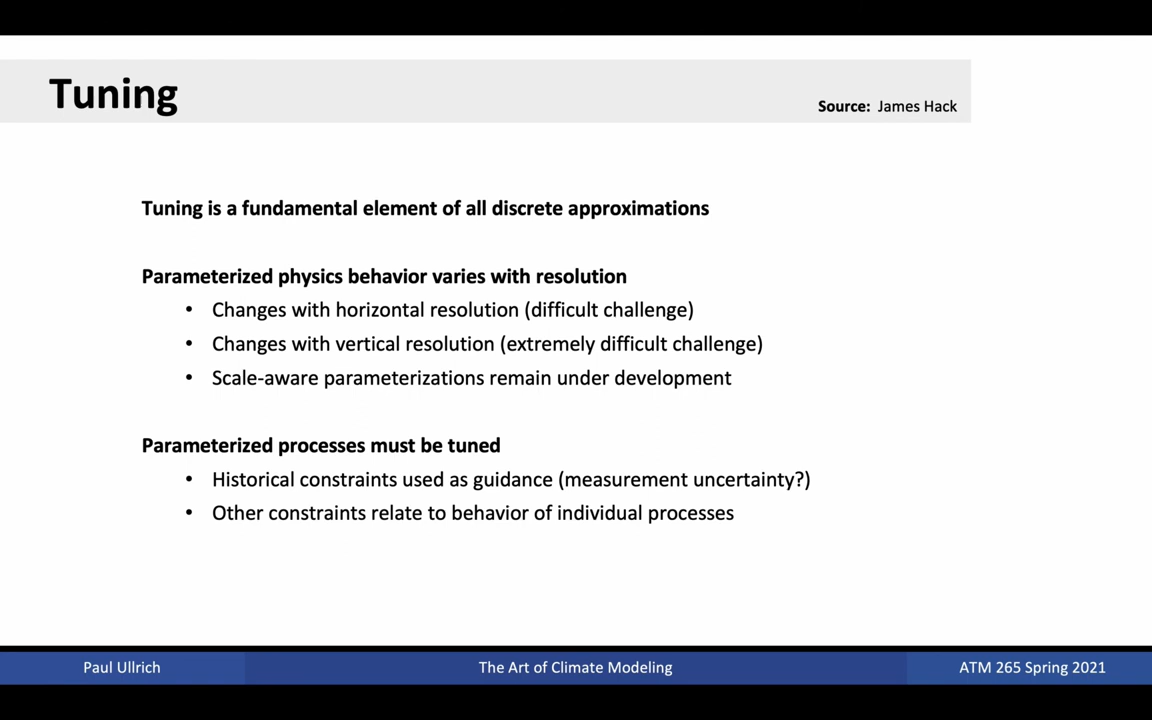 Tuning
Source: James Hack
Tuning is a fundamental element of all discrete approximations
Parameterized physics behavior varies with resolution
• Changes with horizontal resolution (difficult challenge)
• Changes with vertical resolution (extremely difficult challenge)
• Scale-aware parameterizations remain under development
Parameterized processes must be tuned
• Historical constraints used as guidance (measurement uncertainty?)
• Other constraints relate to behavior of individual processes
Paul Ullrich
The Art of Climate Modeling
ATM 265 Spring 2021